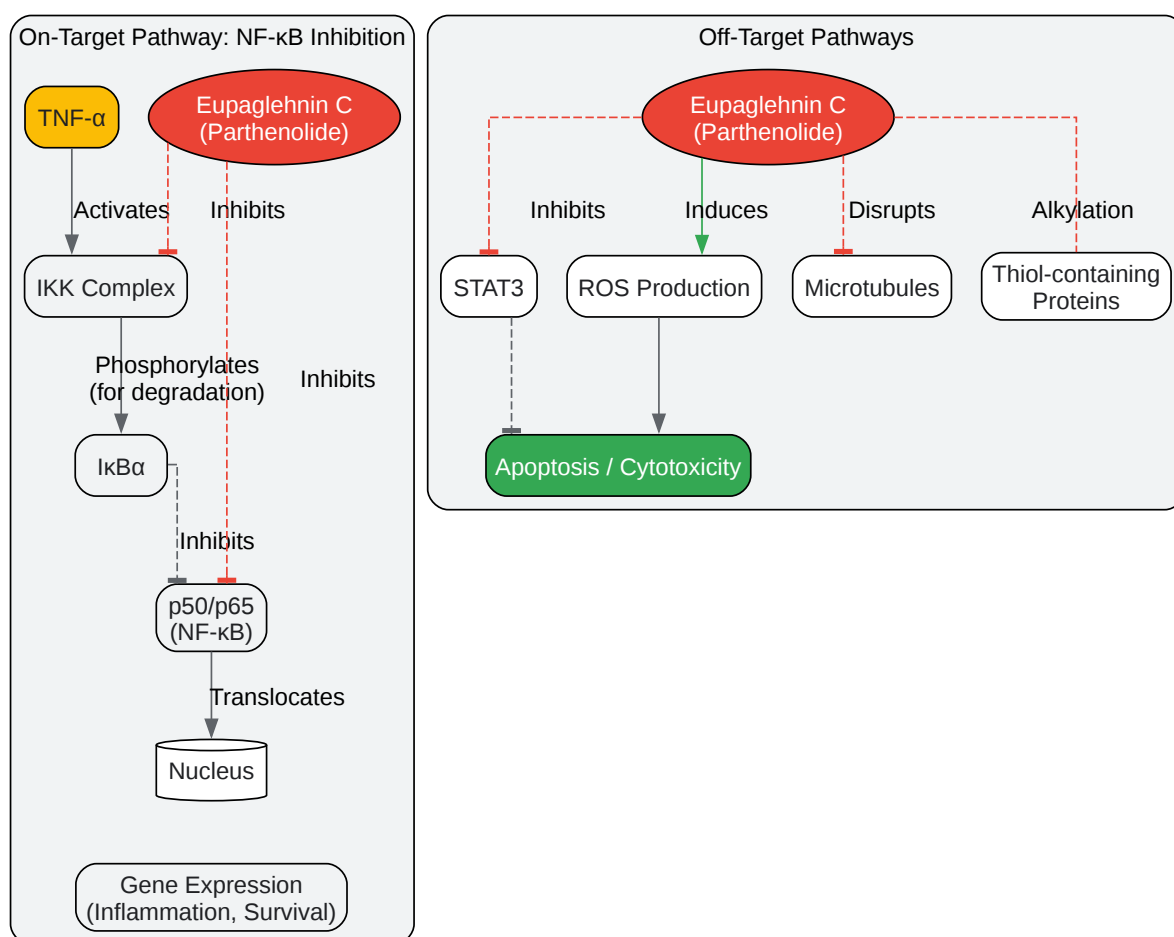 On-Target Pathway: NF-κB Inhibition
TNF-α
Eupaglehnin C
(Parthenolide)
Activates
Inhibits
IKK Complex
Phosphorylates
(for degradation)
Inhibits
IκBα
Inhibits
p50/p65
(NF-κB)
Translocates
Nucleus
Gene Expression
(Inflammation, Survival)
Off-Target Pathways
Eupaglehnin C
(Parthenolide)
Inhibits
Induces
Disrupts
Alkylation
STAT3
ROS Production
Microtubules
Thiol-containing
Proteins
Apoptosis / Cytotoxicity